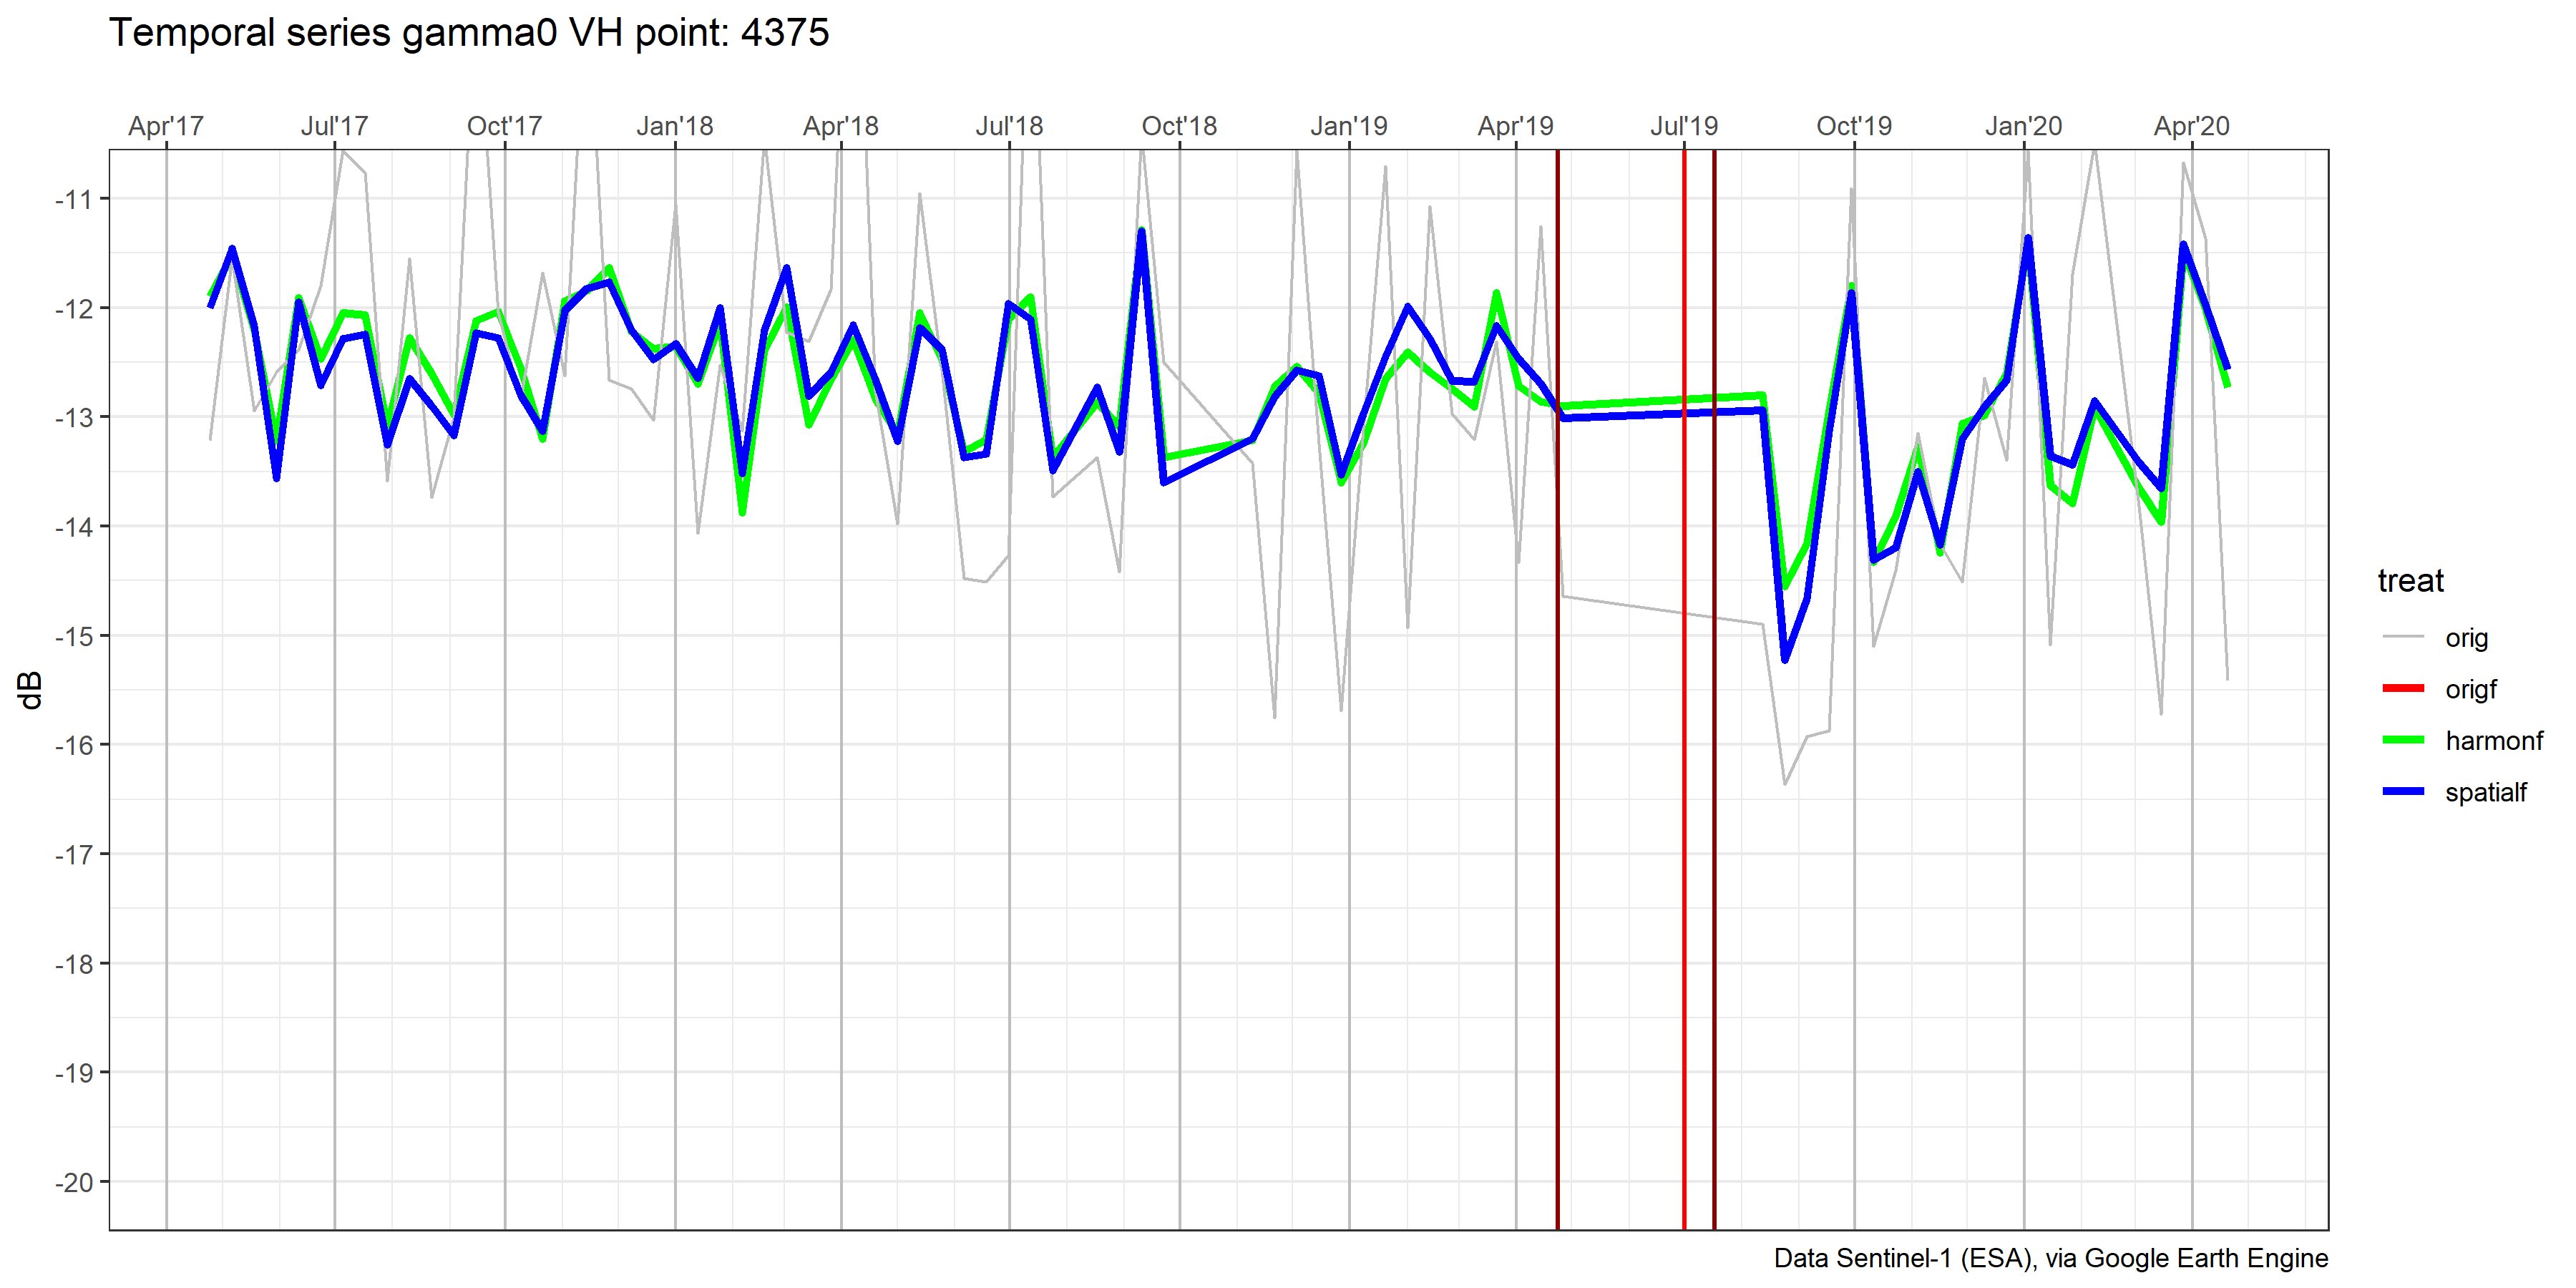 Temporal series gamma0 VH point: 4375
Apr'17 Jul'17 Oct'17 Jan'18 Apr'18 Jul'18 Oct'18 Jan'19 Apr'19 Jul'19 Oct'19 Jan'20 Apr'20
-11
-12
-13
-14
-15
-16
-17
-18
-19
-20
dB
treat
orig
origf
harmonf
spatialf
Data Sentinel-1 (ESA), via Google Earth Engine